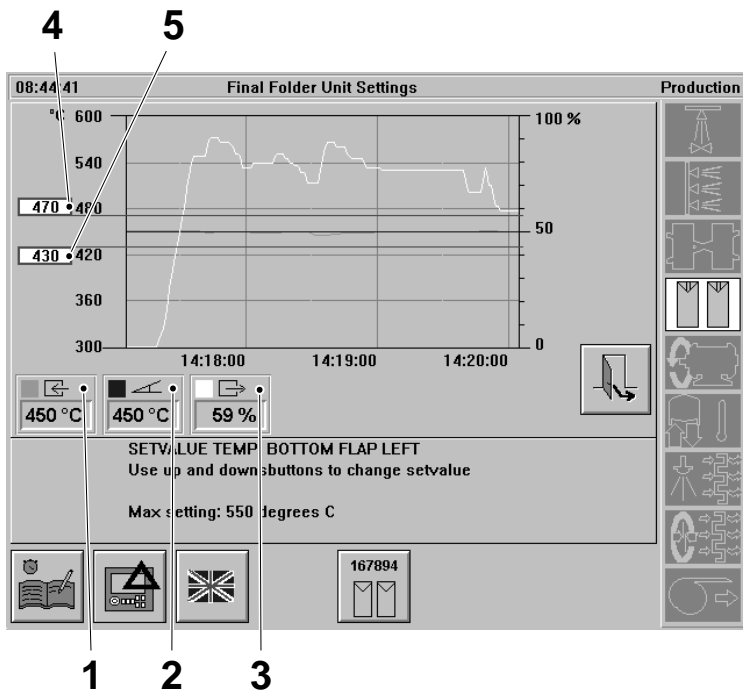 4 5
08:44:41 Final Folder Unit Settings Production
°C 600 100 %
540
470 480
50
430 420
360
300 0
14:18:00 14:19:00 14:20:00
450 °C 450 °C 59 %
SETVALUE TEMP BOTTOM FLAP LEFT
Use up and downsbuttons to change setvalue
Max setting: 550 degrees C
167894
1 2 3